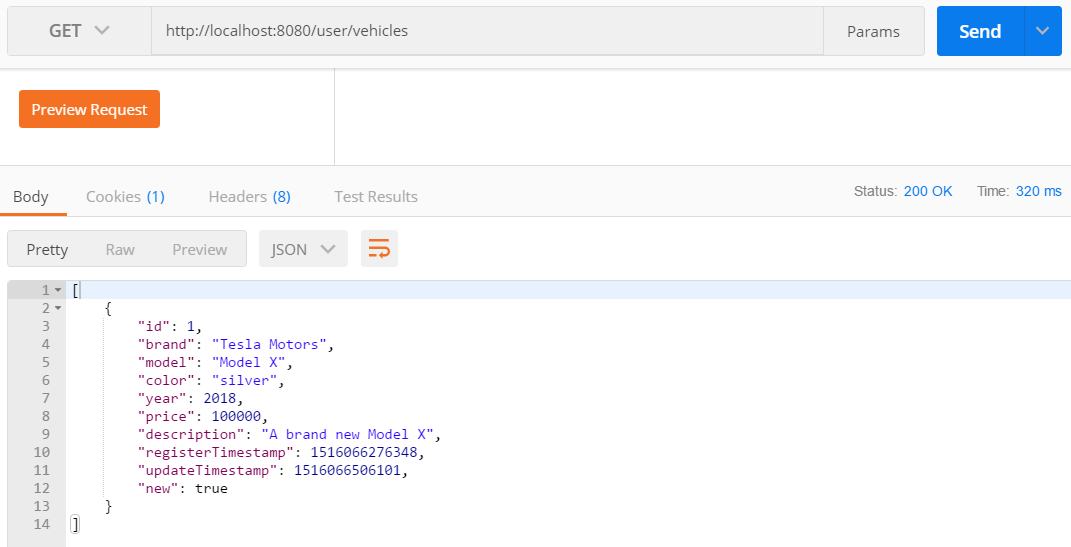 GET http://localhost:8080/user/vehicles Params Send
Preview Request
Body Cookies (1) Headers (8) Test Results Status: 200 OK Time: 320 ms
Pretty Raw Preview JSON
1 [
2 {
3 "id": 1,
4 "brand": "Tesla Motors",
5 "model": "Model X",
6 "color": "silver",
7 "year": 2018,
8 "price": 100000,
9 "description": "A brand new Model X",
10 "registerTimestamp": 1516066276348,
11 "updateTimestamp": 1516066506101,
12 "new": true
13 }
14 ]